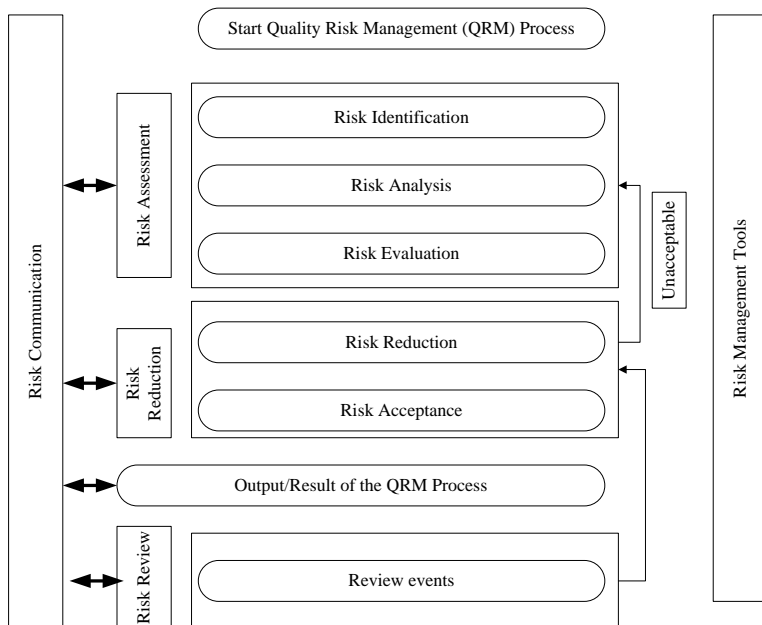 Start Quality Risk Management (QRM) Process
Risk Communication
Risk Assessment
Risk Identification
Risk Analysis
Risk Evaluation
Unacceptable
Risk Management Tools
Risk
Reduction
Risk Reduction
Risk Acceptance
Output/Result of the QRM Process
Risk Review
Review events